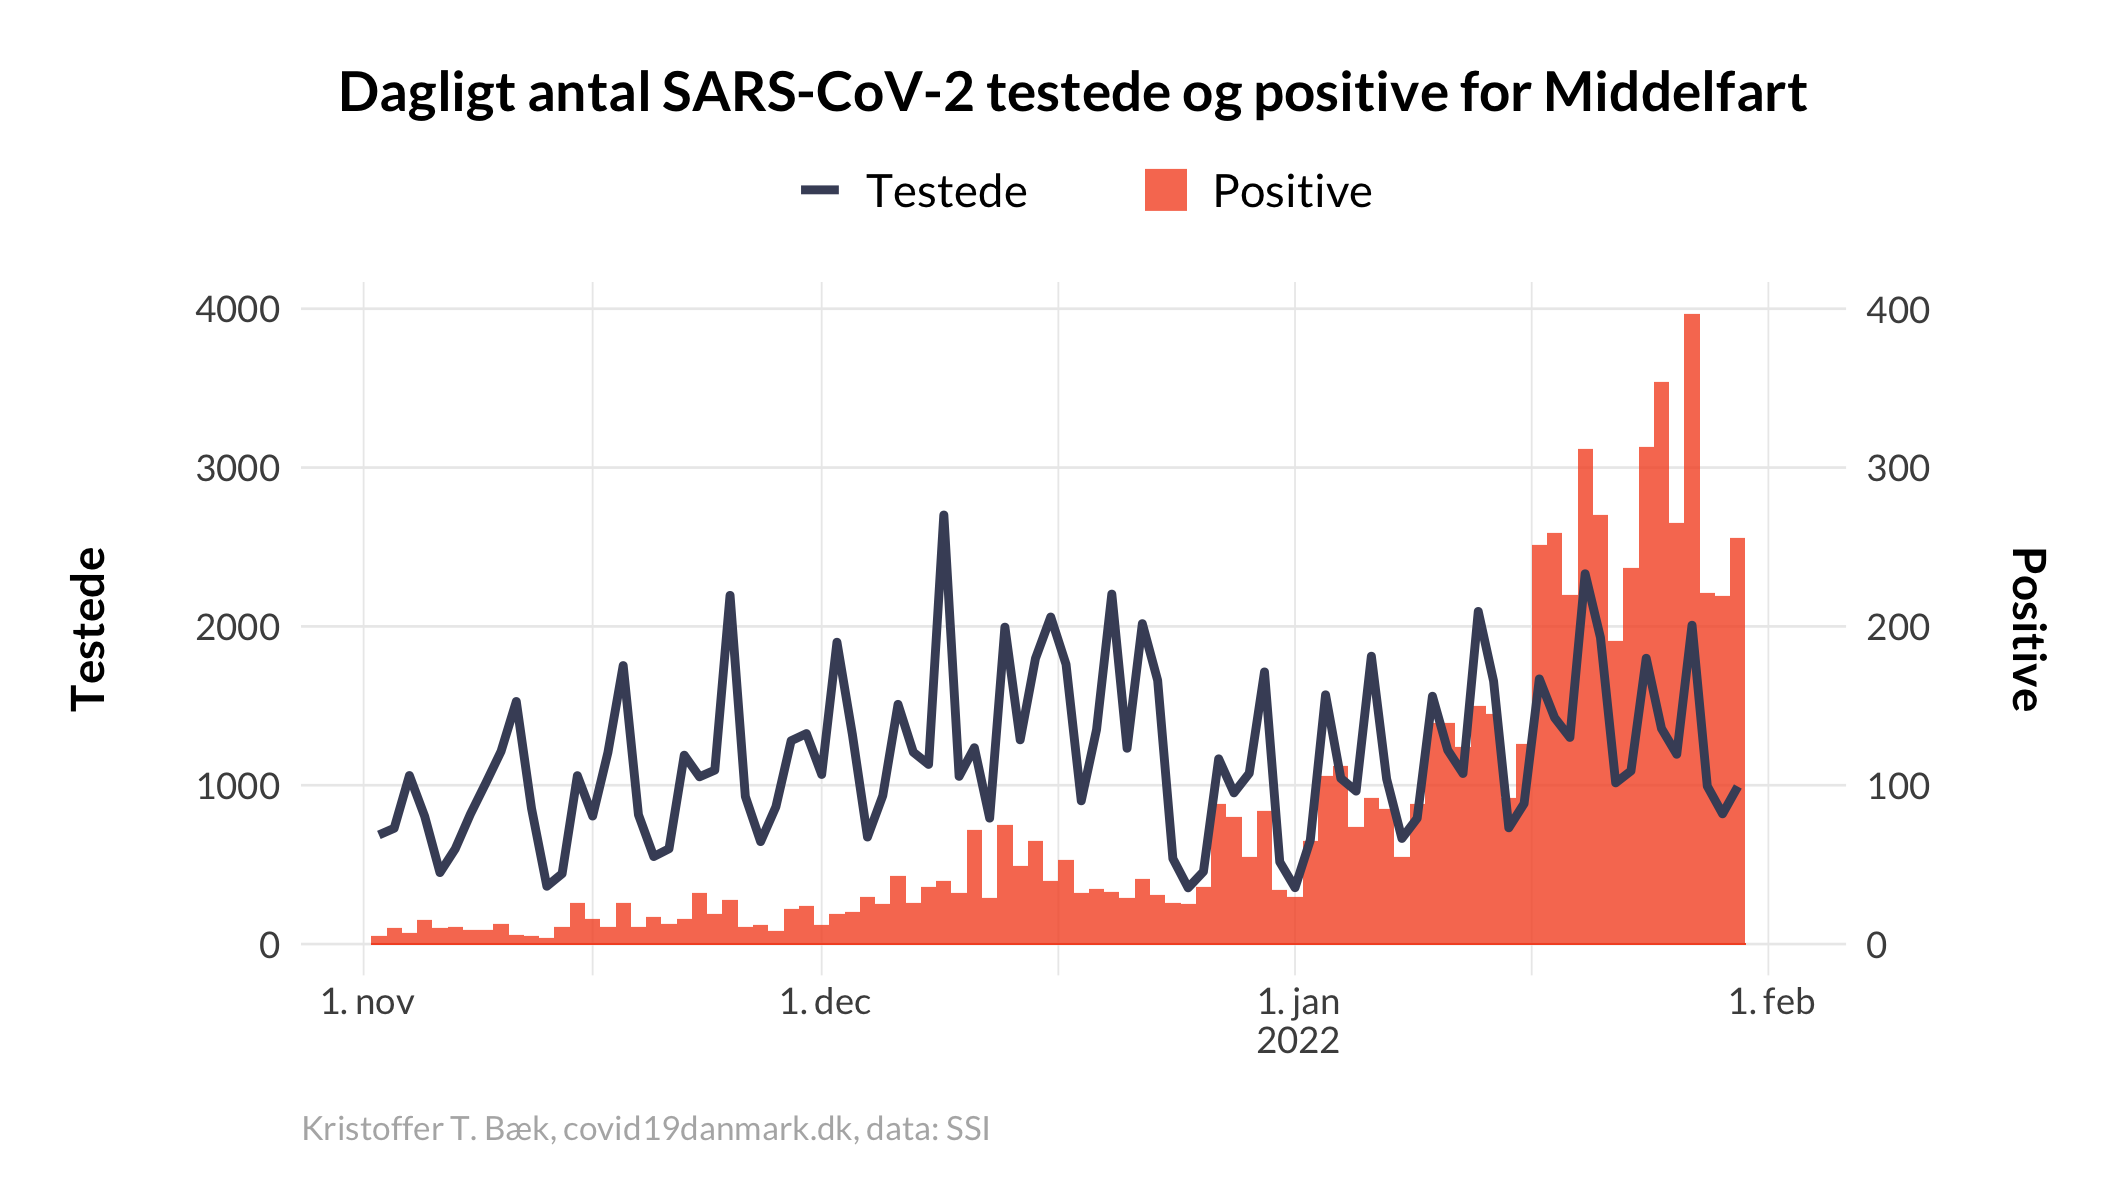 Dagligt antal SARS-CoV-2 testede og positive for Middelfart
Testede Positive
4000 400
3000 300
2000 200
1000 100
0 0
Testede
Positive
1. nov 1. dec 1. jan 1. feb
2022
Kristoffer T. Bæk, covid19danmark.dk, data: SSI